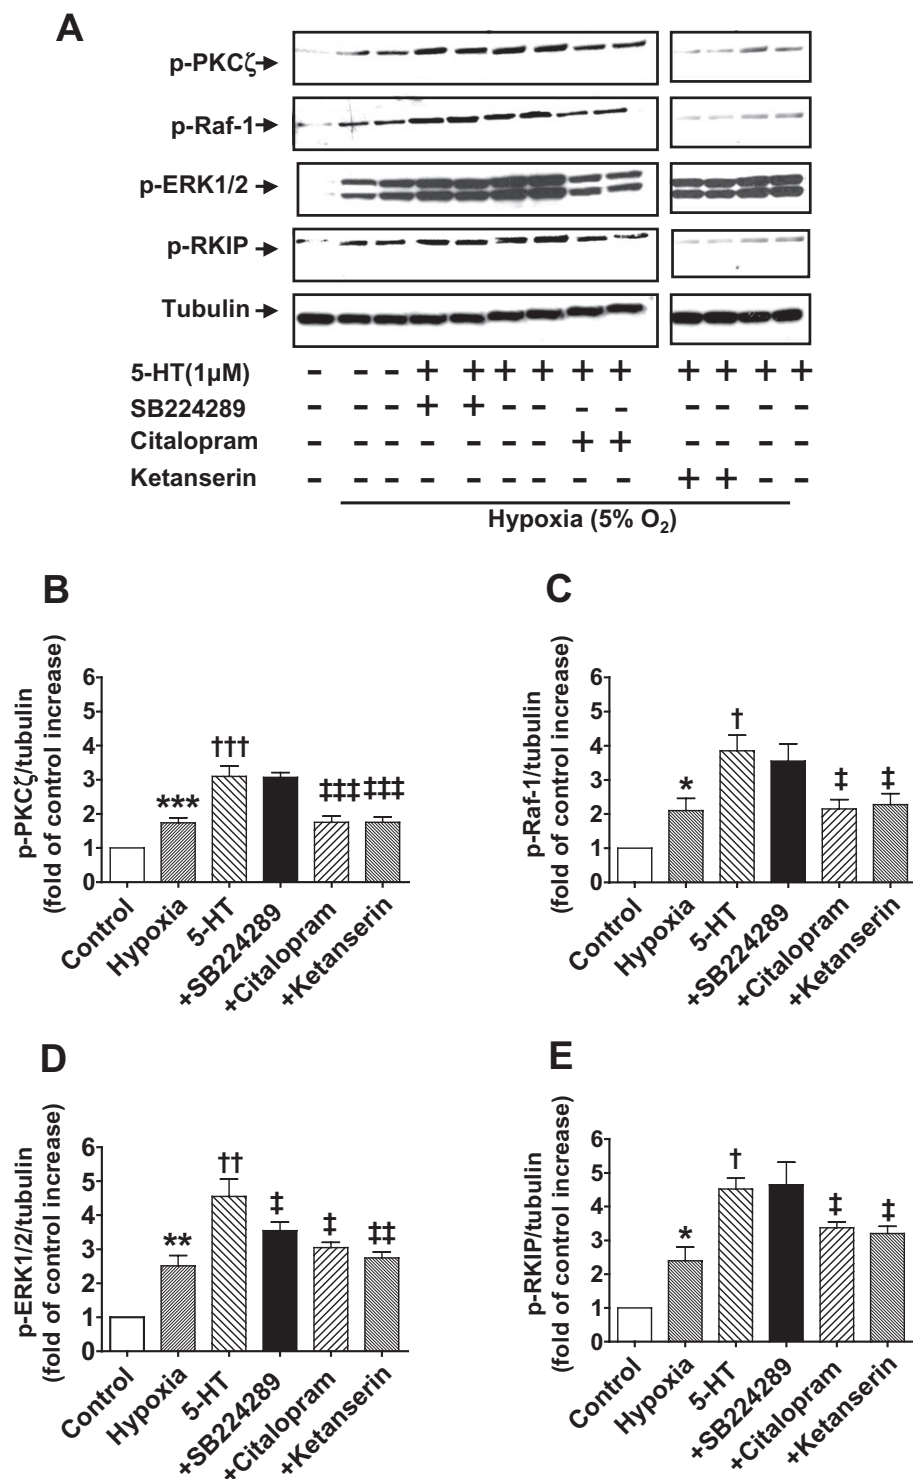 A
p-PKCζ
p-Raf-1
p-ERK1/2
p-RKIP
Tubulin
5-HT(1µM) - - - + + + + + + + + + +
SB224289 - - - + + - - - - - - - -
Citalopram - - - - - - - + + - - - -
Ketanserin - - - - - - - - - + + - -
Hypoxia (5% O₂)
B
p-PKCζ/tubulin
(fold of control increase)
6
5
4
3
2
1
0
***
†††
‡‡‡
‡‡‡
Control
Hypoxia
5-HT
+SB224289
+Citalopram
+Ketanserin
C
p-Raf-1/tubulin
(fold of control increase)
6
5
4
3
2
1
0
*
†
‡
‡
Control
Hypoxia
5-HT
+SB224289
+Citalopram
+Ketanserin
D
p-ERK1/2/tubulin
(fold of control increase)
6
5
4
3
2
1
0
**
††
‡
‡
‡‡
Control
Hypoxia
5-HT
+SB224289
+Citalopram
+Ketanserin
E
p-RKIP/tubulin
(fold of control increase)
6
5
4
3
2
1
0
*
†
‡
‡
Control
Hypoxia
5-HT
+SB224289
+Citalopram
+Ketanserin